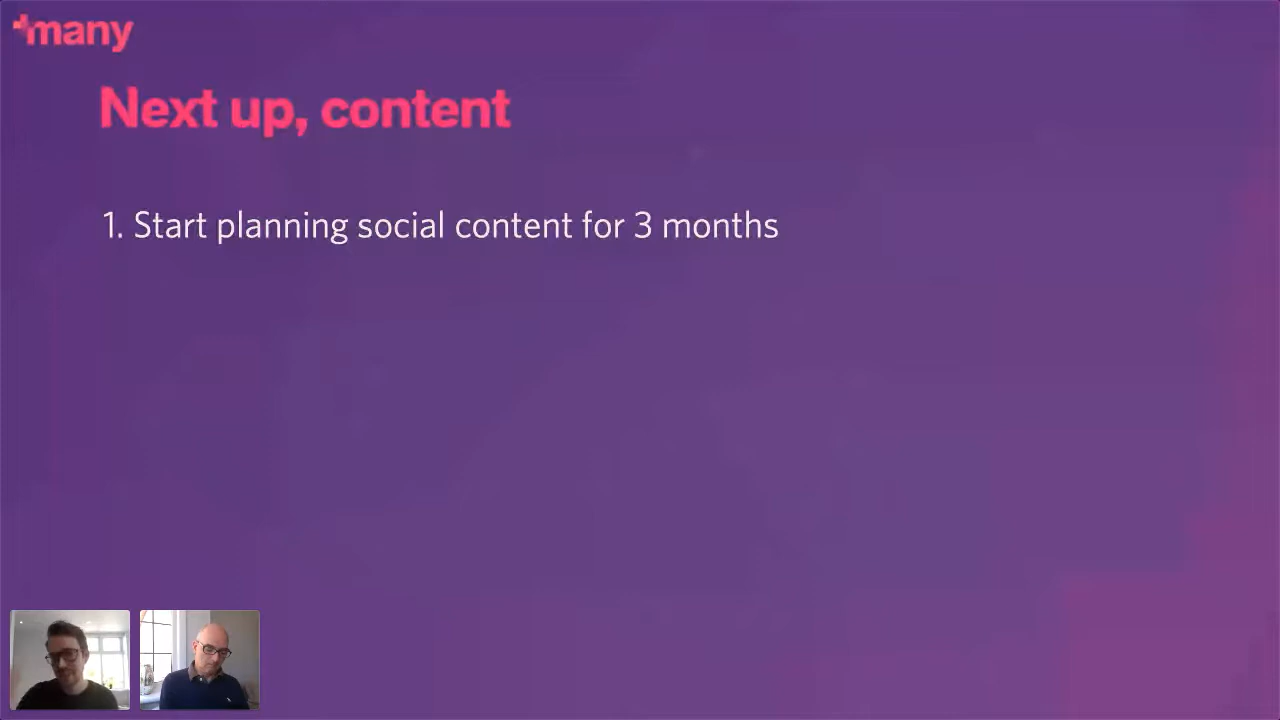 many
Next up, content
1. Start planning social content for 3 months